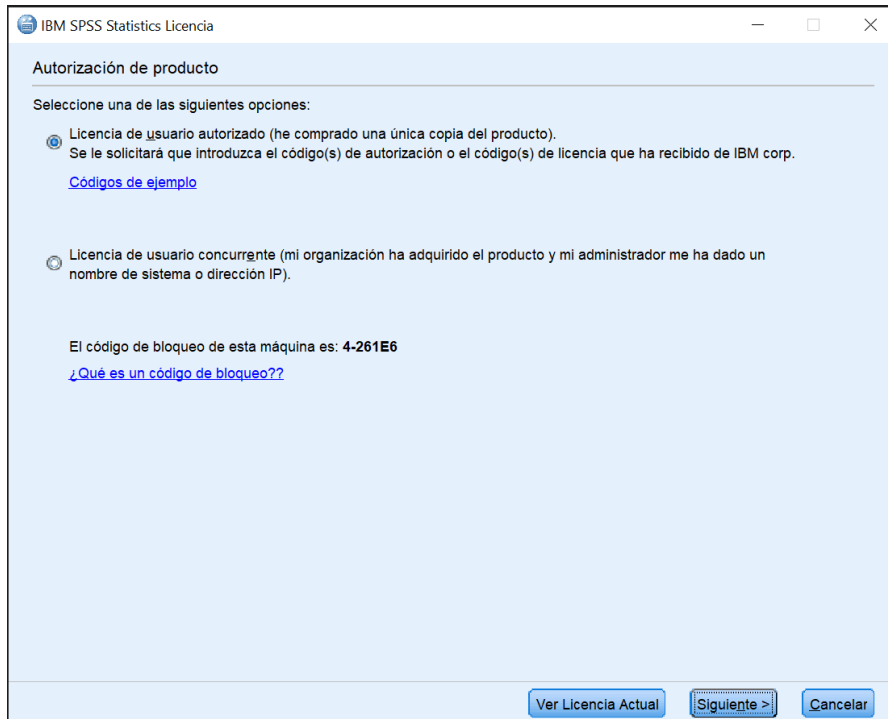 IBM SPSS Statistics Licencia
Autorización de producto
Seleccione una de las siguientes opciones:
Licencia de usuario autorizado (he comprado una única copia del producto).
Se le solicitará que introduzca el código(s) de autorización o el código(s) de licencia que ha recibido de IBM corp.
Códigos de ejemplo
Licencia de usuario concurrente (mi organización ha adquirido el producto y mi administrador me ha dado un
nombre de sistema o dirección IP).
El código de bloqueo de esta máquina es: 4-261E6
¿Qué es un código de bloqueo??
Ver Licencia Actual Siguiente > Cancelar